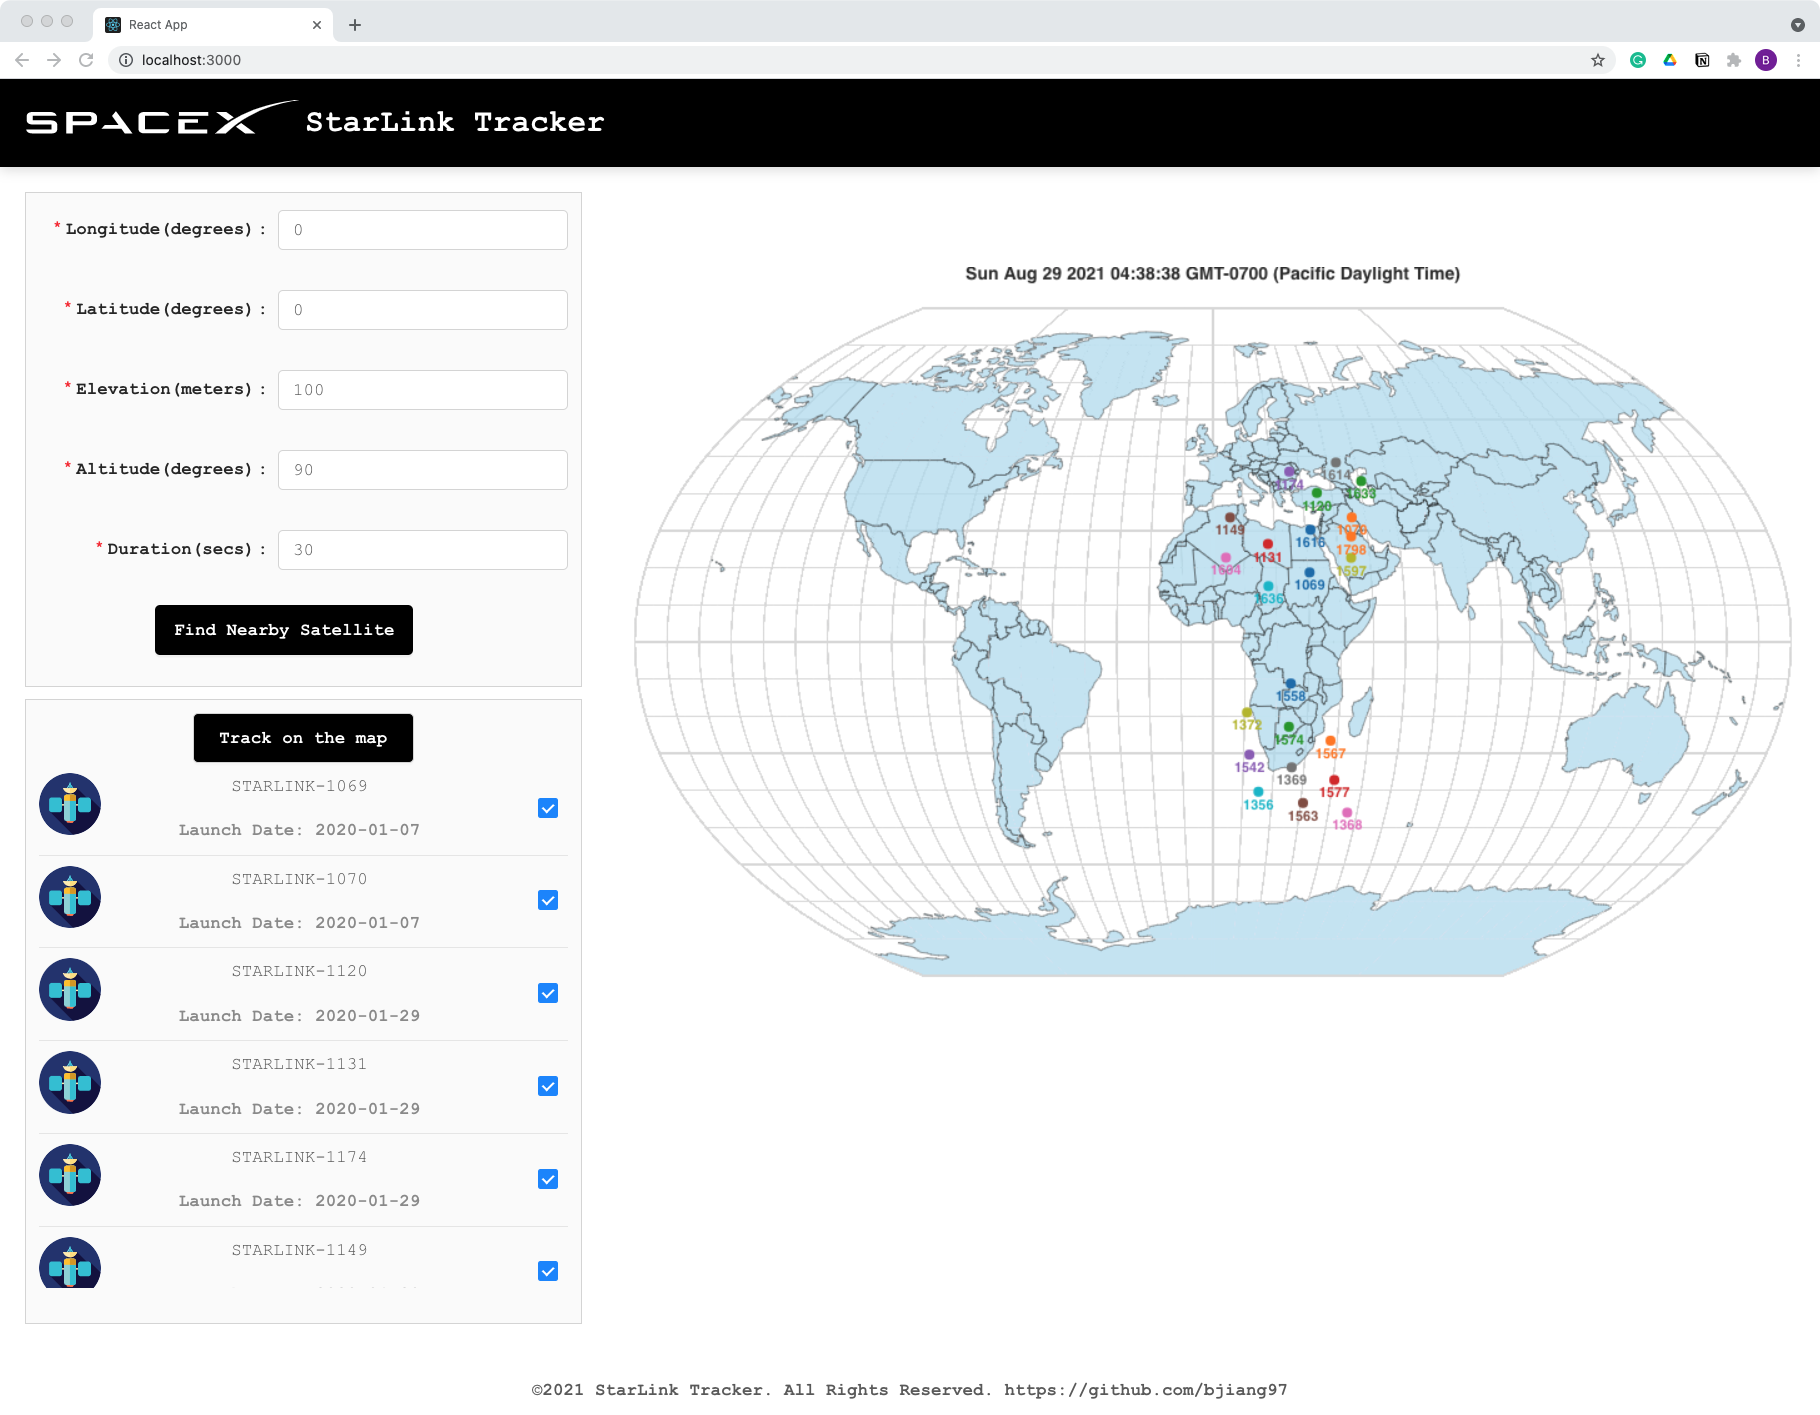 React App
localhost:3000
B
SPACEX StarLink Tracker
* Longitude(degrees) : 0
* Latitude(degrees) : 0
* Elevation(meters) : 100
* Altitude(degrees) : 90
* Duration(secs) : 30
Find Nearby Satellite
Track on the map
STARLINK-1069
Launch Date: 2020-01-07
STARLINK-1070
Launch Date: 2020-01-07
STARLINK-1120
Launch Date: 2020-01-29
STARLINK-1131
Launch Date: 2020-01-29
STARLINK-1174
Launch Date: 2020-01-29
STARLINK-1149
Sun Aug 29 2021 04:38:38 GMT-0700 (Pacific Daylight Time)
1614
1174
1633
1120
1149
1070
1616
1798
1131
1597
1604
1069
1636
1558
1372
1574
1567
1542
1369
1577
1356
1563
1368
©2021 StarLink Tracker. All Rights Reserved. https://github.com/bjiang97